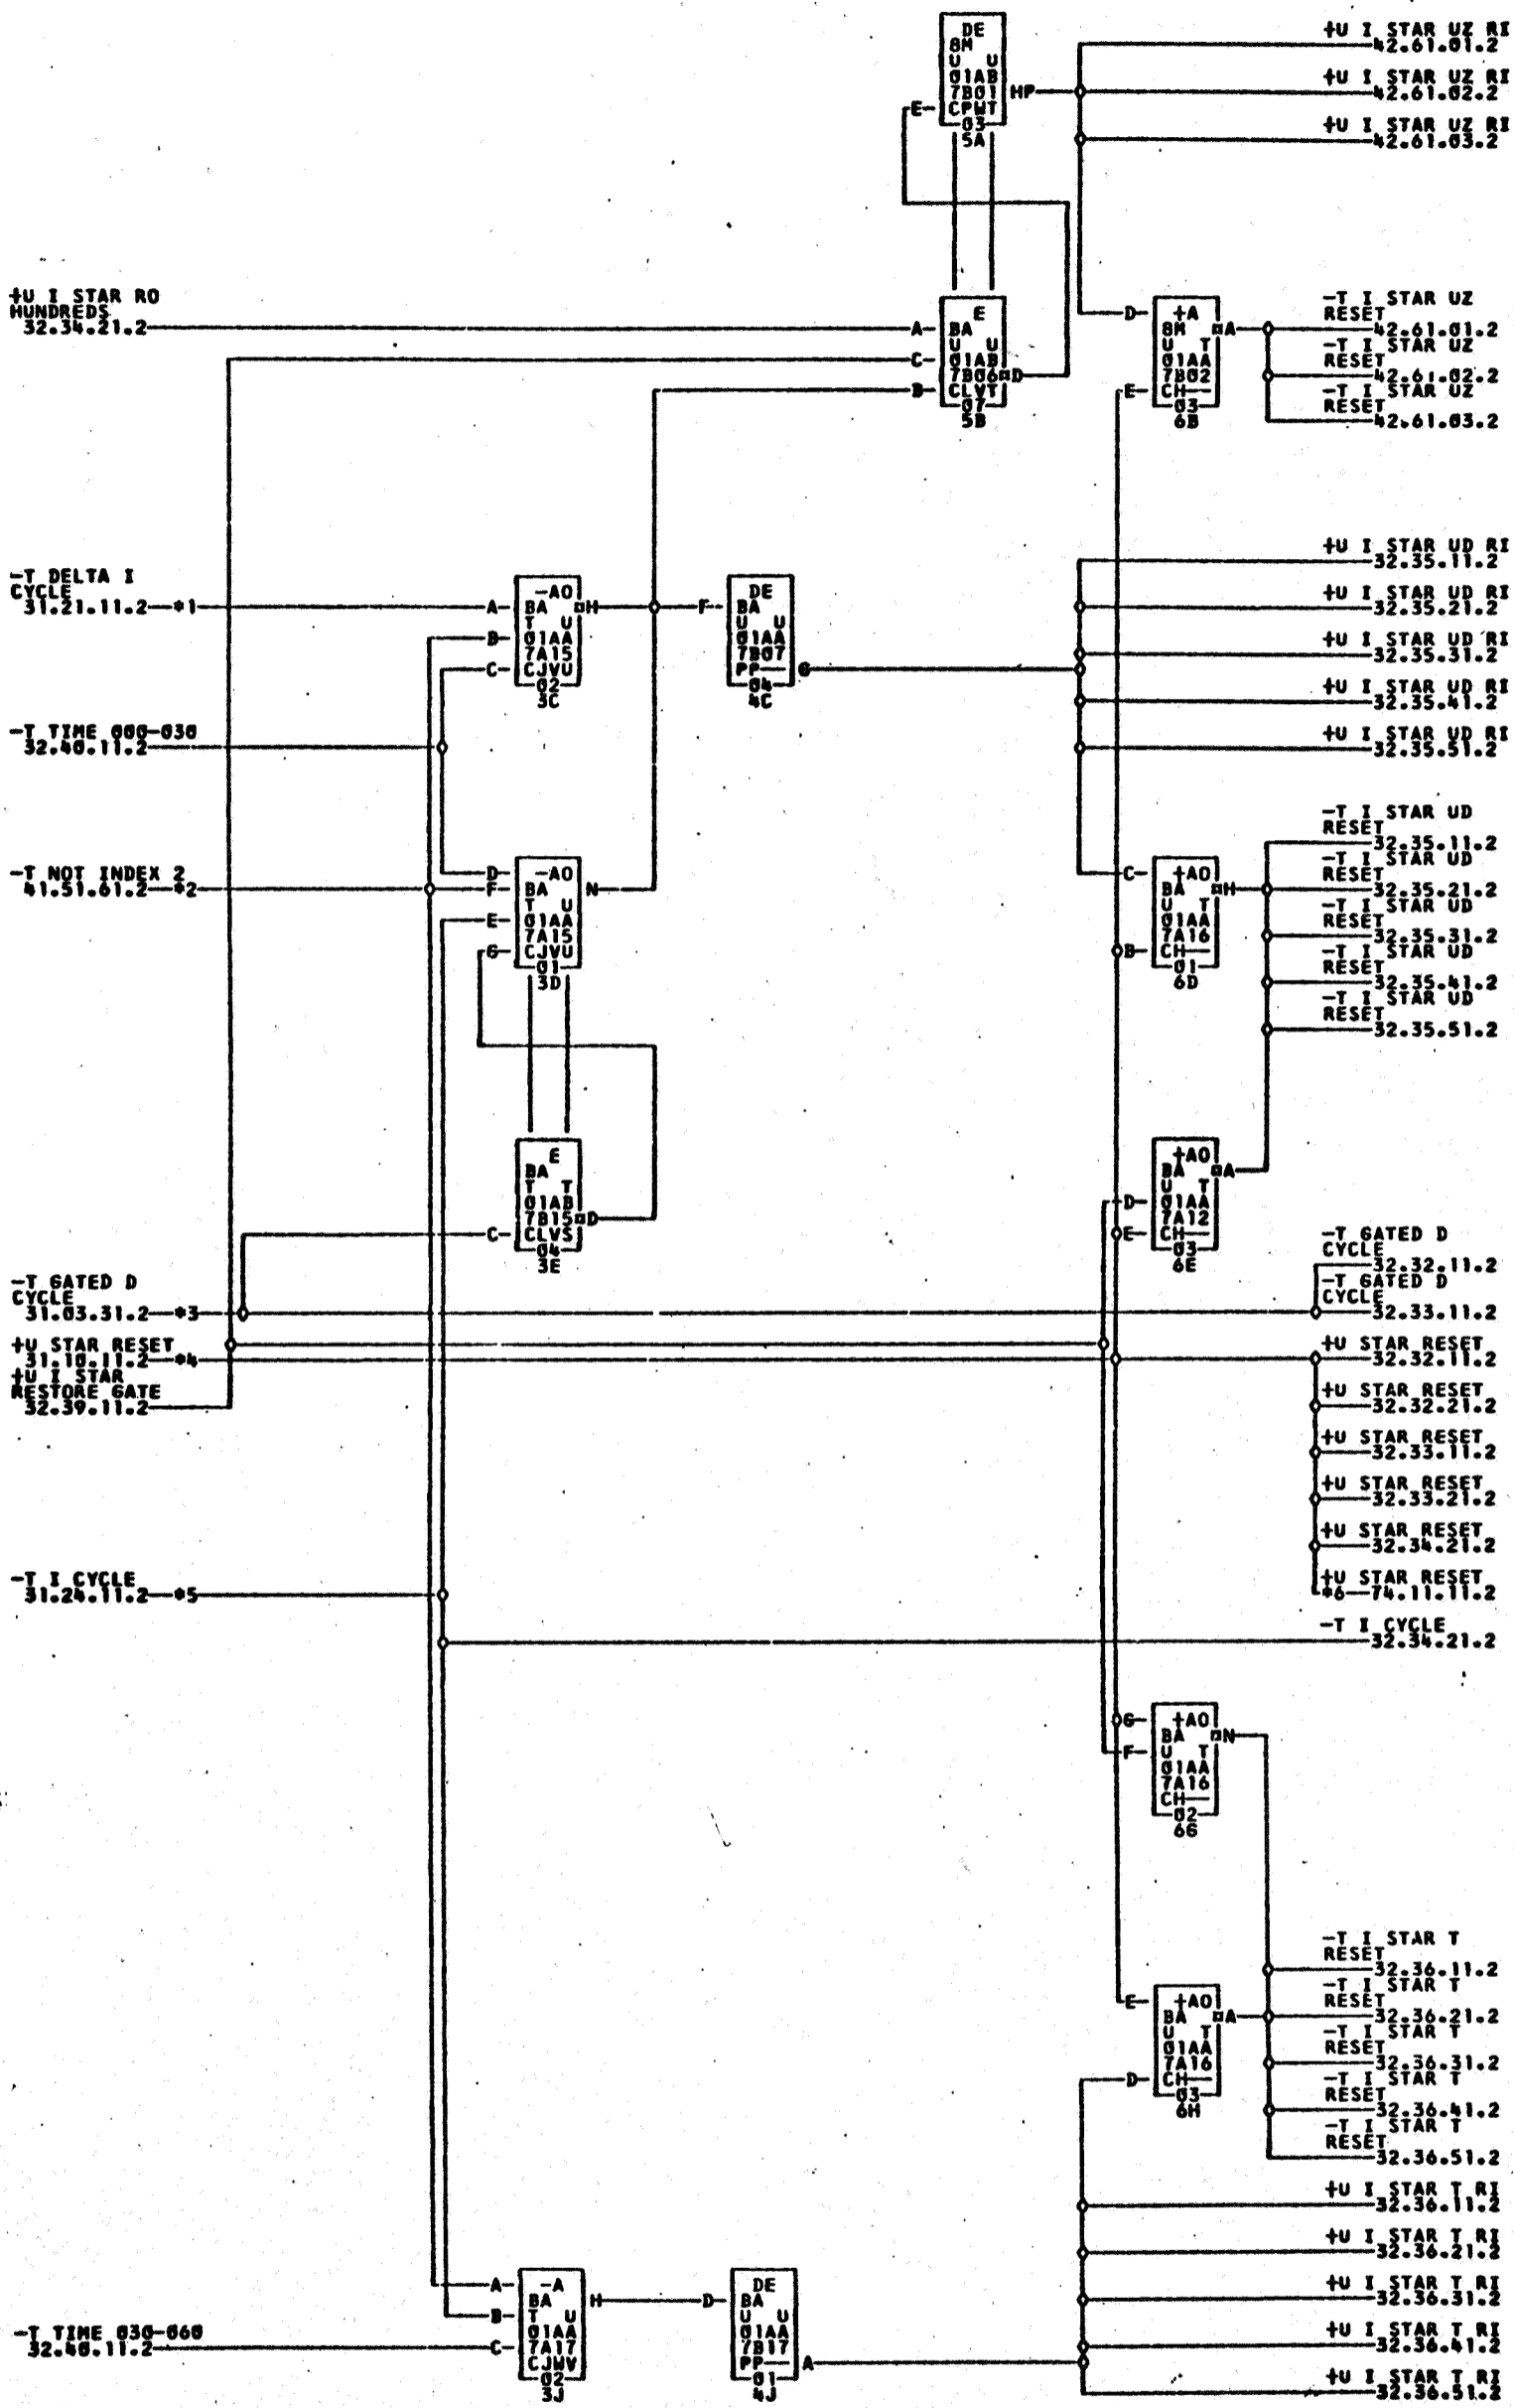 DE
8M
U U
01AB
7B01 HP
E- CPWT
03
5A
+U I STAR UZ RI
42.61.01.2
+U I STAR UZ RI
42.61.02.2
+U I STAR UZ RI
42.61.03.2
+U I STAR RO
HUNDREDS
32.34.21.2
A- E
BA
U U
C- 01AB
7B06 D
B- CLVT
07
5B
D- +A
8M A
U T
01AA
7B02
E- CH
03
6B
-T I STAR UZ
RESET
42.61.01.2
-T I STAR UZ
RESET
42.61.02.2
-T I STAR UZ
RESET
42.61.03.2
-T DELTA I
CYCLE
31.21.11.2 *1
-AO
A- BA H
T U
B- 01AA
7A15
C- CJVU
02
3C
F- DE
BA
U U
01AA
7B07
PP G
04
4C
+U I STAR UD RI
32.35.11.2
+U I STAR UD RI
32.35.21.2
+U I STAR UD RI
32.35.31.2
+U I STAR UD RI
32.35.41.2
+U I STAR UD RI
32.35.51.2
-T TIME 000-030
32.40.11.2
-T NOT INDEX 2
41.51.61.2 *2
D- -AO
F- BA N
T U
E- 01AA
7A15
G- CJVU
01
3D
C- +AO
BA H
U T
01AA
7A16
B- CH
01
6D
-T I STAR UD
RESET
32.35.11.2
-T I STAR UD
RESET
32.35.21.2
-T I STAR UD
RESET
32.35.31.2
-T I STAR UD
RESET
32.35.41.2
-T I STAR UD
RESET
32.35.51.2
E
BA
T T
01AB
7B15 D
C- CLVS
04
3E
+AO
BA A
U T
D- 01AA
7A12
E- CH
03
6E
-T GATED D
CYCLE
31.03.31.2 *3
-T GATED D
CYCLE
32.32.11.2
-T GATED D
CYCLE
32.33.11.2
+U STAR RESET
31.10.11.2 *4
+U I STAR
RESTORE GATE
32.39.11.2
+U STAR RESET
32.32.11.2
+U STAR RESET
32.32.21.2
+U STAR RESET
32.33.11.2
+U STAR RESET
32.33.21.2
+U STAR RESET
32.34.21.2
+U STAR RESET
*6 74.11.11.2
-T I CYCLE
31.24.11.2 *5
-T I CYCLE
32.34.21.2
G- +AO
BA N
F- U T
01AA
7A16
CH
02
6G
E- +AO
BA A
U T
01AA
7A16
D- CH
03
6H
-T I STAR T
RESET
32.36.11.2
-T I STAR T
RESET
32.36.21.2
-T I STAR T
RESET
32.36.31.2
-T I STAR T
RESET
32.36.41.2
-T I STAR T
RESET
32.36.51.2
+U I STAR T RI
32.36.11.2
+U I STAR T RI
32.36.21.2
+U I STAR T RI
32.36.31.2
+U I STAR T RI
32.36.41.2
+U I STAR T RI
32.36.51.2
-T TIME 030-060
32.40.11.2
A- -A
BA H
B- T U
01AA
7A17
C- CJWV
02
3J
DE
D- BA
U U
01AA
7B17
PP A
01
4J